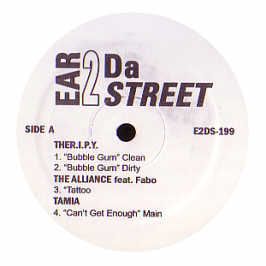 EAR 2 Da STREET
SIDE A
E2DS-199
THER.I.P.Y.
1. "Bubble Gum" Clean
2. "Bubble Gum" Dirty
THE ALLIANCE feat. Fabo
3. "Tattoo
TAMIA
4. "Can't Get Enough" Main